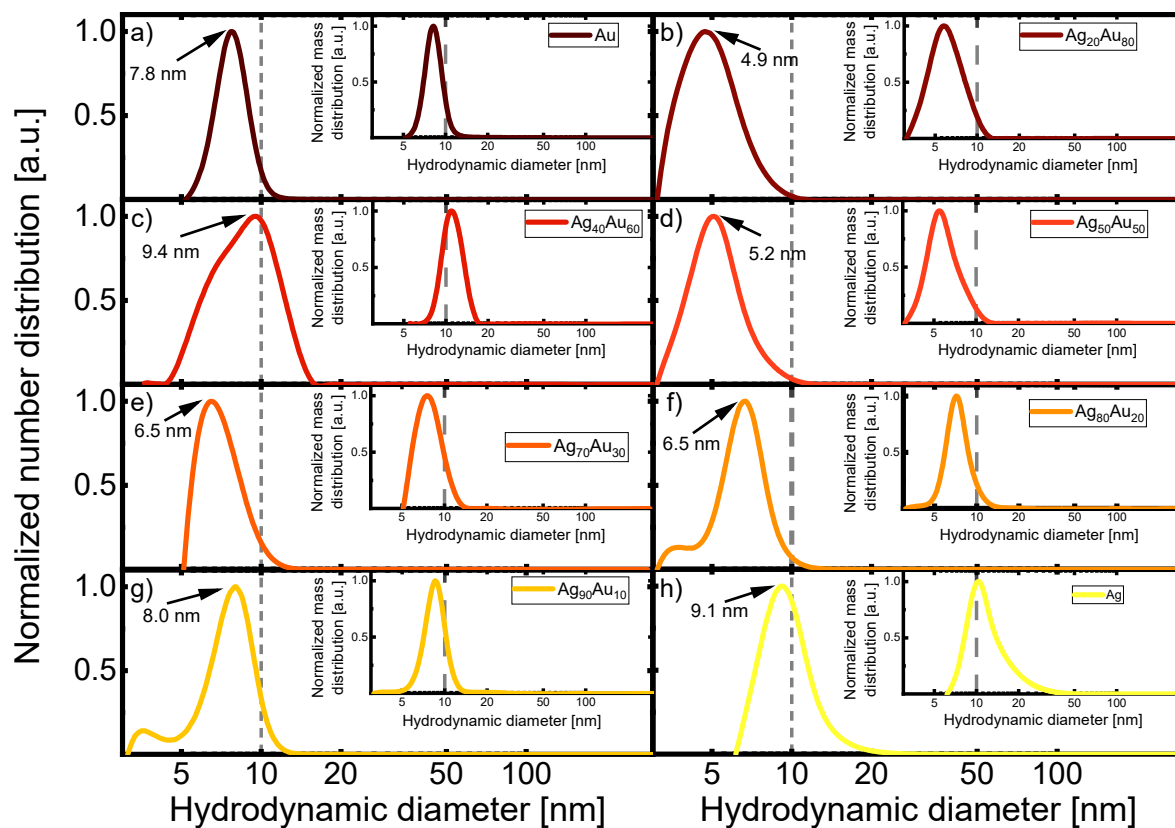 Normalized number distribution [a.u.]
a)
1.0
0.5
7.8 nm
Au
Normalized mass
distribution [a.u.]
1.0
0.5
5 10 20 50 100
Hydrodynamic diameter [nm]
b)
4.9 nm
Ag20Au80
Normalized mass
distribution [a.u.]
1.0
0.5
5 10 20 50 100
Hydrodynamic diameter [nm]
c)
1.0
0.5
9.4 nm
Ag40Au60
Normalized mass
distribution [a.u.]
1.0
0.5
5 10 20 50 100
Hydrodynamic diameter [nm]
d)
5.2 nm
Ag50Au50
Normalized mass
distribution [a.u.]
1.0
0.5
5 10 20 50 100
Hydrodynamic diameter [nm]
e)
1.0
0.5
6.5 nm
Ag70Au30
Normalized mass
distribution [a.u.]
1.0
0.5
5 10 20 50 100
Hydrodynamic diameter [nm]
f)
6.5 nm
Ag80Au20
Normalized mass
distribution [a.u.]
1.0
0.5
5 10 20 50 100
Hydrodynamic diameter [nm]
g)
1.0
0.5
8.0 nm
Ag90Au10
Normalized mass
distribution [a.u.]
1.0
0.5
5 10 20 50 100
Hydrodynamic diameter [nm]
h)
9.1 nm
Ag
Normalized mass
distribution [a.u.]
1.0
0.5
5 10 20 50 100
Hydrodynamic diameter [nm]
5 10 20 50 100
Hydrodynamic diameter [nm]
5 10 20 50 100
Hydrodynamic diameter [nm]